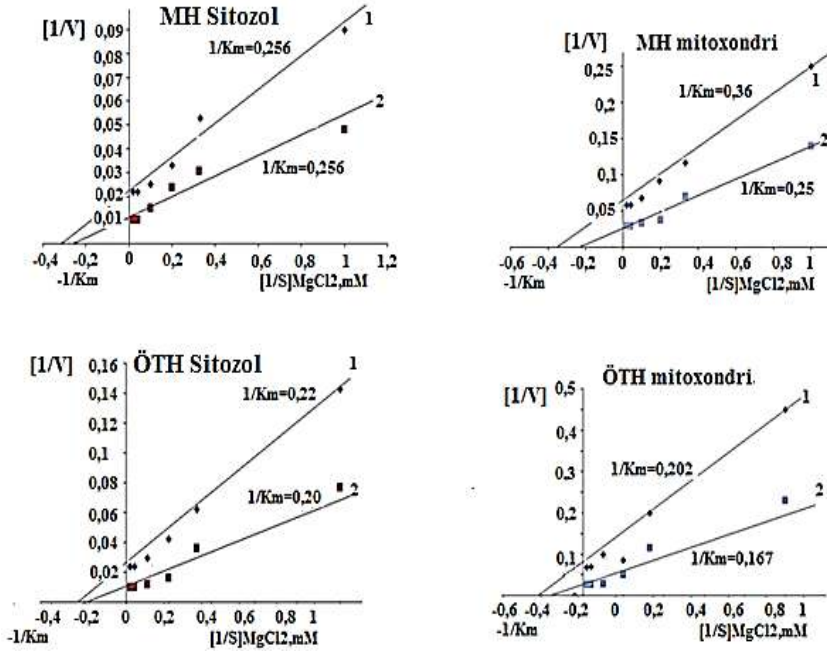 [1/V]
MH Sitozol
0,09
0,08
0,07
0,06
0,05
0,04
0,03
0,02
0,01
1/Km=0,256
1
2
1/Km=0,256
-0,4 -0,2 0 0,2 0,4 0,6 0,8 1 1,2
-1/Km
[1/S]MgCl2,mM
[1/V]
MH mitoxondri
0,25
0,2
0,15
0,1
0,05
1/Km=0,36
1
2
1/Km=0,25
-0,6 -0,4 -0,2 0 0,2 0,4 0,6 0,8 1
-1/Km
[1/S]MgCl2,mM
[1/V]
ÖTH Sitozol
0,16
0,14
0,12
0,1
0,08
0,06
0,04
0,02
1/Km=0,22
1
1/Km=0,20
2
-0,4 -0,2 0 0,2 0,4 0,6 0,8 1
-1/Km
[1/S]MgCl2,mM
[1/V]
ÖTH mitoxondri.
0,5
0,4
0,3
0,2
0,1
1/Km=0,202
1
2
1/Km=0,167
-0,6 -0,4 -0,2 0 0,2 0,4 0,6 0,8 1
-1/Km
[1/S]MgCl2,mM